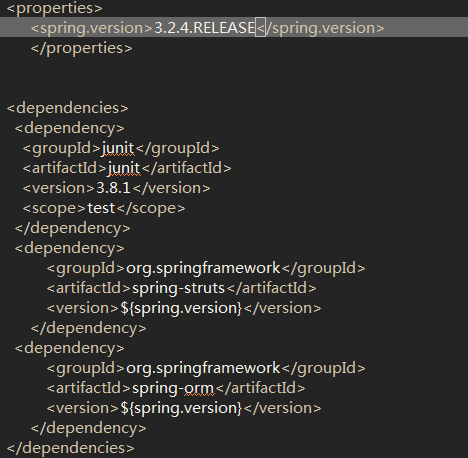 <properties>
<spring.version>3.2.4.RELEASE</spring.version>
</properties>
<dependencies>
<dependency>
<groupId>junit</groupId>
<artifactId>junit</artifactId>
<version>3.8.1</version>
<scope>test</scope>
</dependency>
<dependency>
<groupId>org.springframework</groupId>
<artifactId>spring-struts</artifactId>
<version>${spring.version}</version>
</dependency>
<dependency>
<groupId>org.springframework</groupId>
<artifactId>spring-orm</artifactId>
<version>${spring.version}</version>
</dependency>
</dependencies>